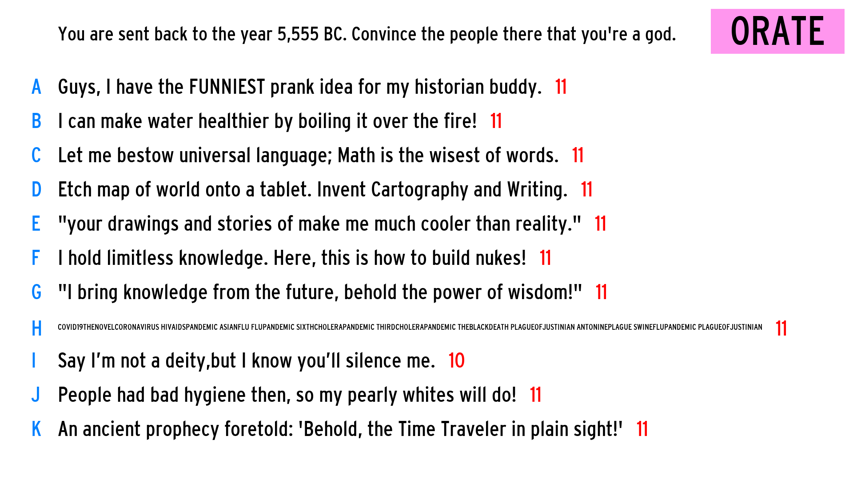 You are sent back to the year 5,555 BC. Convince the people there that you're a god.
ORATE
A Guys, I have the FUNNIEST prank idea for my historian buddy. 11
B I can make water healthier by boiling it over the fire! 11
C Let me bestow universal language; Math is the wisest of words. 11
D Etch map of world onto a tablet. Invent Cartography and Writing. 11
E "your drawings and stories of make me much cooler than reality." 11
F I hold limitless knowledge. Here, this is how to build nukes! 11
G "I bring knowledge from the future, behold the power of wisdom!" 11
H COVID19THENOVELCORONAVIRUS HIVAIDSPANDEMIC ASIANFLU FLUPANDEMIC SIXTHCHOLERAPANDEMIC THIRDCHOLERAPANDEMIC THEBLACKDEATH PLAGUEOFJUSTINIAN ANTONINEPLAGUE SWINEFLUPANDEMIC PLAGUEOFJUSTINIAN 11
I Say I’m not a deity,but I know you’ll silence me. 10
J People had bad hygiene then, so my pearly whites will do! 11
K An ancient prophecy foretold: 'Behold, the Time Traveler in plain sight!' 11